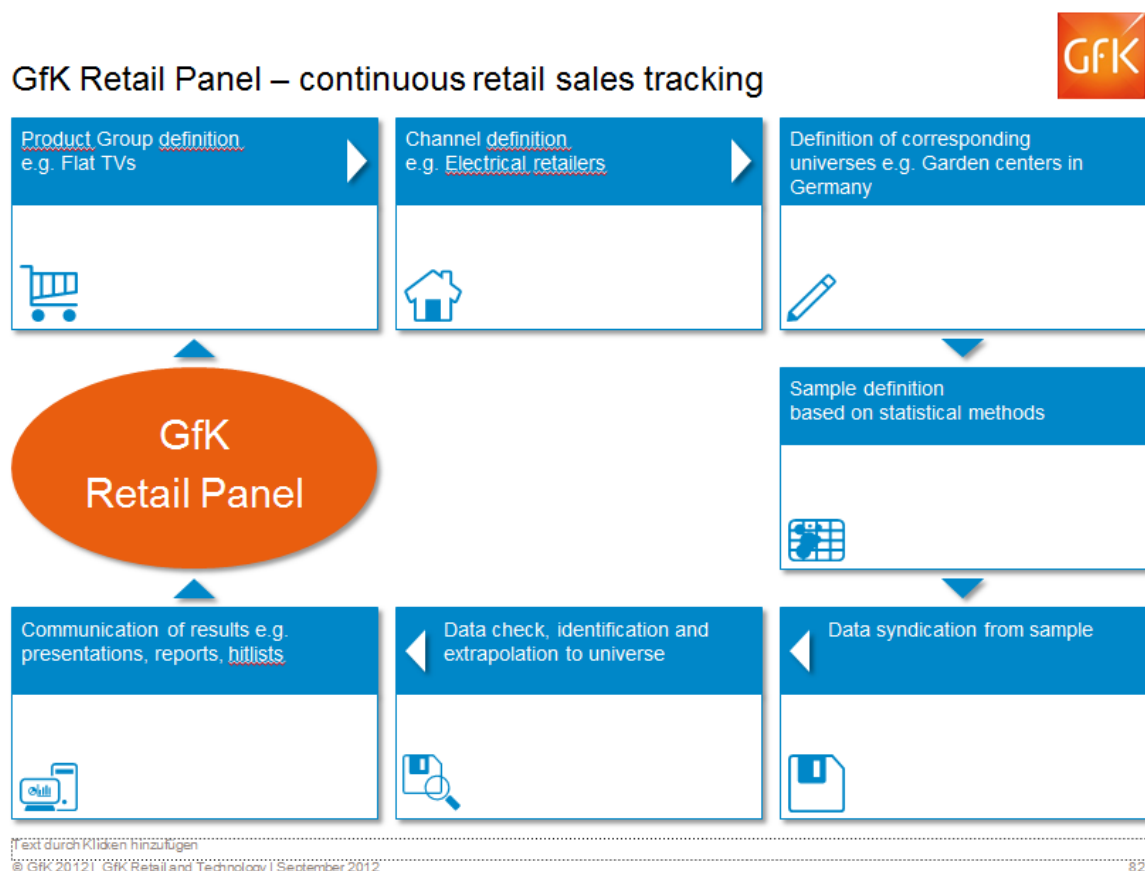 GfK
GfK Retail Panel – continuous retail sales tracking
Product Group definition
e.g. Flat TVs
Channel definition
e.g. Electrical retailers
Definition of corresponding
universes e.g. Garden centers in
Germany
GfK
Retail Panel
Sample definition
based on statistical methods
Communication of results e.g.
presentations, reports, hitlists
Data check, identification and
extrapolation to universe
Data syndication from sample
Text durch Klicken hinzufügen
© GfK 2012 | GfK Retail and Technology | September 2012
82